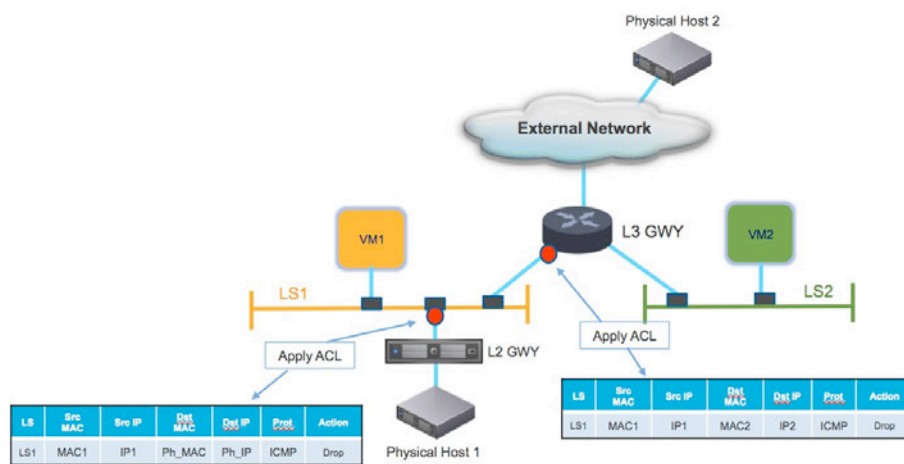 Physical Host 2
External Network
L3 GWY
VM1
VM2
LS1
LS2
Apply ACL
Apply ACL
L2 GWY
Physical Host 1
LS Src MAC Src IP Dst MAC Dst IP Prot Action
LS1 MAC1 IP1 Ph_MAC Ph_IP ICMP Drop
LS Src MAC Src IP Dst MAC Dst IP Prot Action
LS1 MAC1 IP1 MAC2 IP2 ICMP Drop